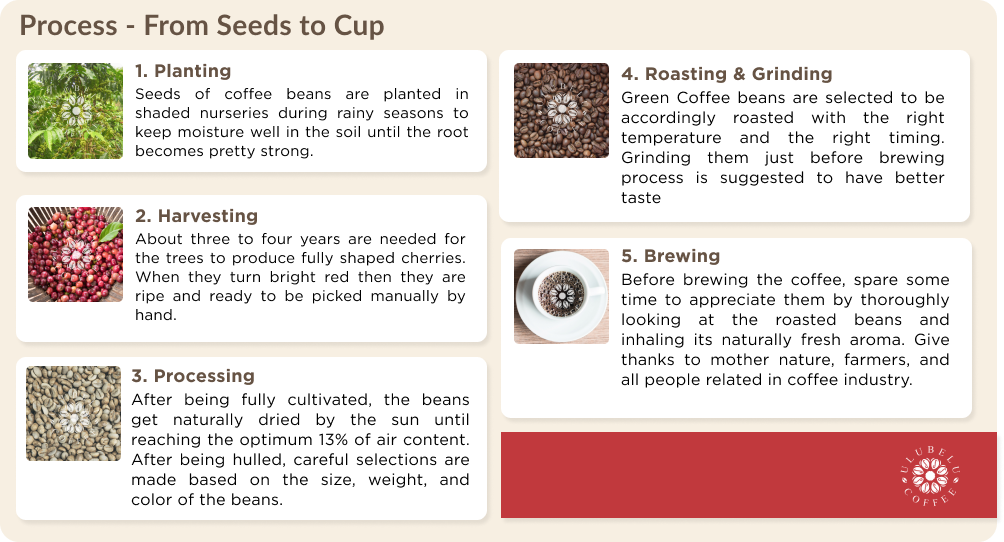 Process - From Seeds to Cup
1. Planting
Seeds of coffee beans are planted in
shaded nurseries during rainy seasons to
keep moisture well in the soil until the root
becomes pretty strong.
2. Harvesting
About three to four years are needed for
the trees to produce fully shaped cherries.
When they turn bright red then they are
ripe and ready to be picked manually by
hand.
3. Processing
After being fully cultivated, the beans
get naturally dried by the sun until
reaching the optimum 13% of air content.
After being hulled, careful selections are
made based on the size, weight, and
color of the beans.
4. Roasting & Grinding
Green Coffee beans are selected to be
accordingly roasted with the right
temperature and the right timing.
Grinding them just before brewing
process is suggested to have better
taste
5. Brewing
Before brewing the coffee, spare some
time to appreciate them by thoroughly
looking at the roasted beans and
inhaling its naturally fresh aroma. Give
thanks to mother nature, farmers, and
all people related in coffee industry.
ULUBELU
COFFEE